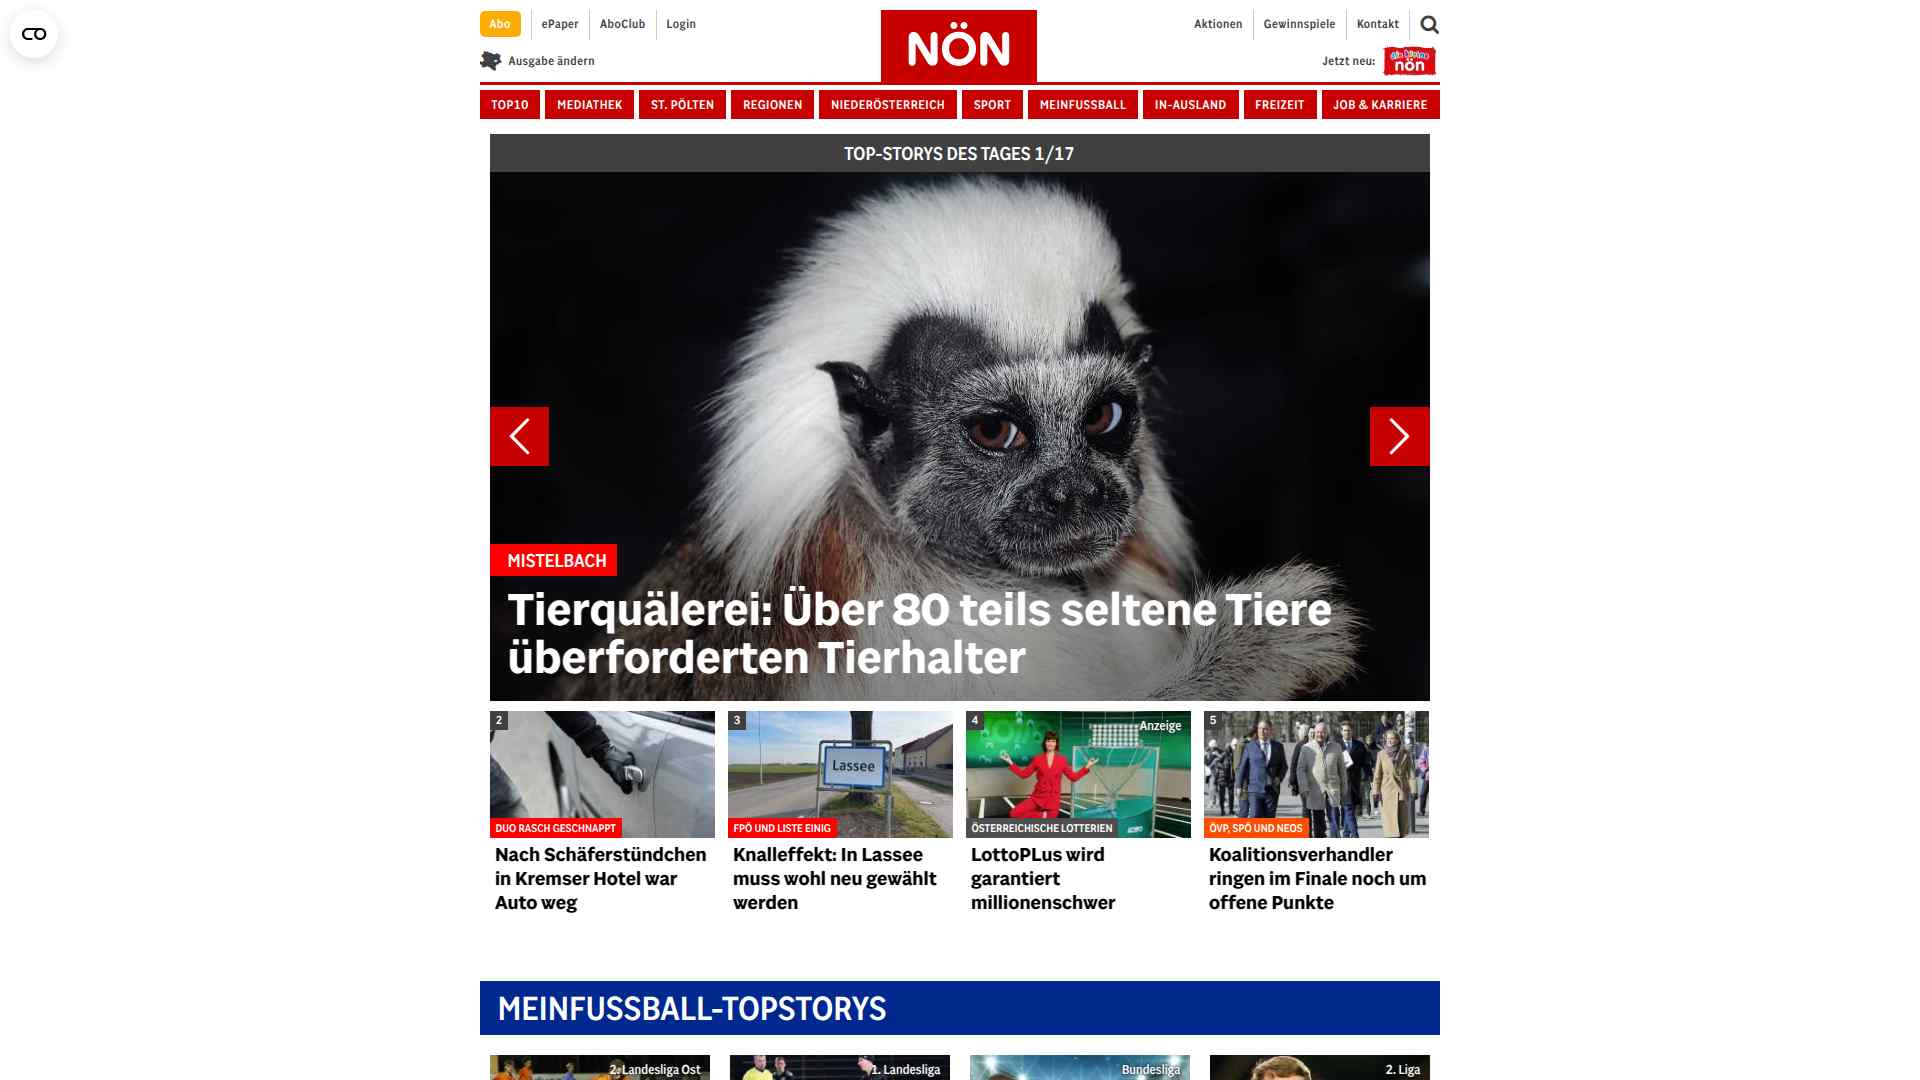 Abo
ePaper
AboClub
Login
NÖN
Aktionen
Gewinnspiele
Kontakt
Ausgabe ändern
Jetzt neu:
die kleine
nön
TOP10
MEDIATHEK
ST. PÖLTEN
REGIONEN
NIEDERÖSTERREICH
SPORT
MEINFUSSBALL
IN-AUSLAND
FREIZEIT
JOB & KARRIERE
TOP-STORYS DES TAGES 1/17
MISTELBACH
Tierquälerei: Über 80 teils seltene Tiere
überforderten Tierhalter
2
DUO RASCH GESCHNAPPT
Nach Schäferstündchen
in Kremser Hotel war
Auto weg
3
Lassee
FPÖ UND LISTE EINIG
Knalleffekt: In Lassee
muss wohl neu gewählt
werden
4
Anzeige
ÖSTERREICHISCHE LOTTERIEN
LottoPLus wird
garantiert
millionenschwer
5
ÖVP, SPÖ UND NEOS
Koalitionsverhandler
ringen im Finale noch um
offene Punkte
MEINFUSSBALL-TOPSTORYS
2. Landesliga Ost
1. Landesliga
Bundesliga
2. Liga